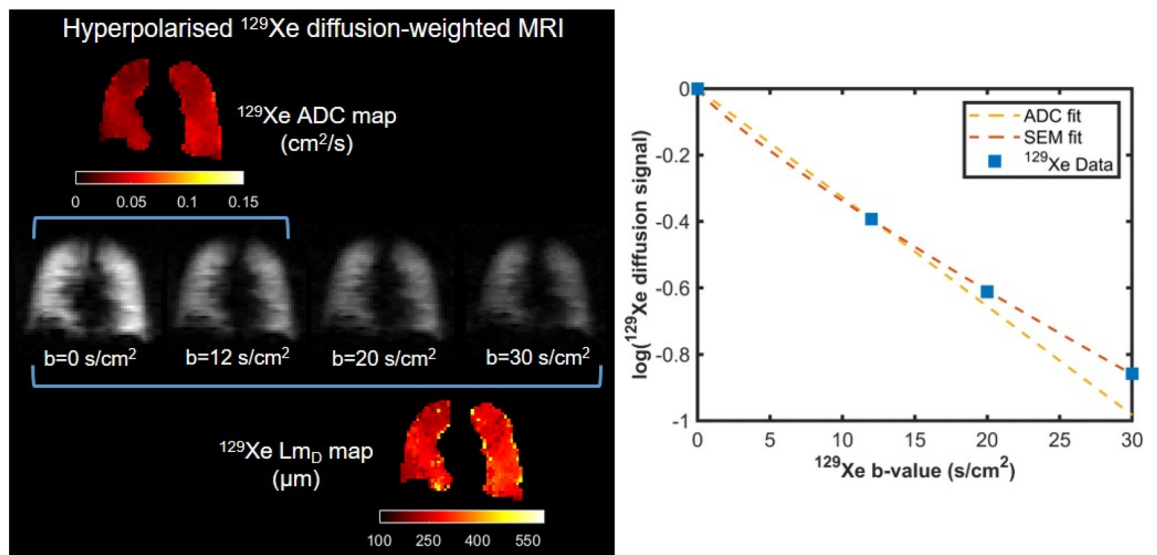 Hyperpolarised ¹²⁹Xe diffusion-weighted MRI
¹²⁹Xe ADC map
(cm²/s)
0 0.05 0.1 0.15
b=0 s/cm² b=12 s/cm² b=20 s/cm² b=30 s/cm²
¹²⁹Xe Lm_D map
(µm)
100 250 400 550
log(¹²⁹Xe diffusion signal)
0
-0.2
-0.4
-0.6
-0.8
-1
ADC fit
SEM fit
¹²⁹Xe Data
0 5 10 15 20 25 30
¹²⁹Xe b-value (s/cm²)